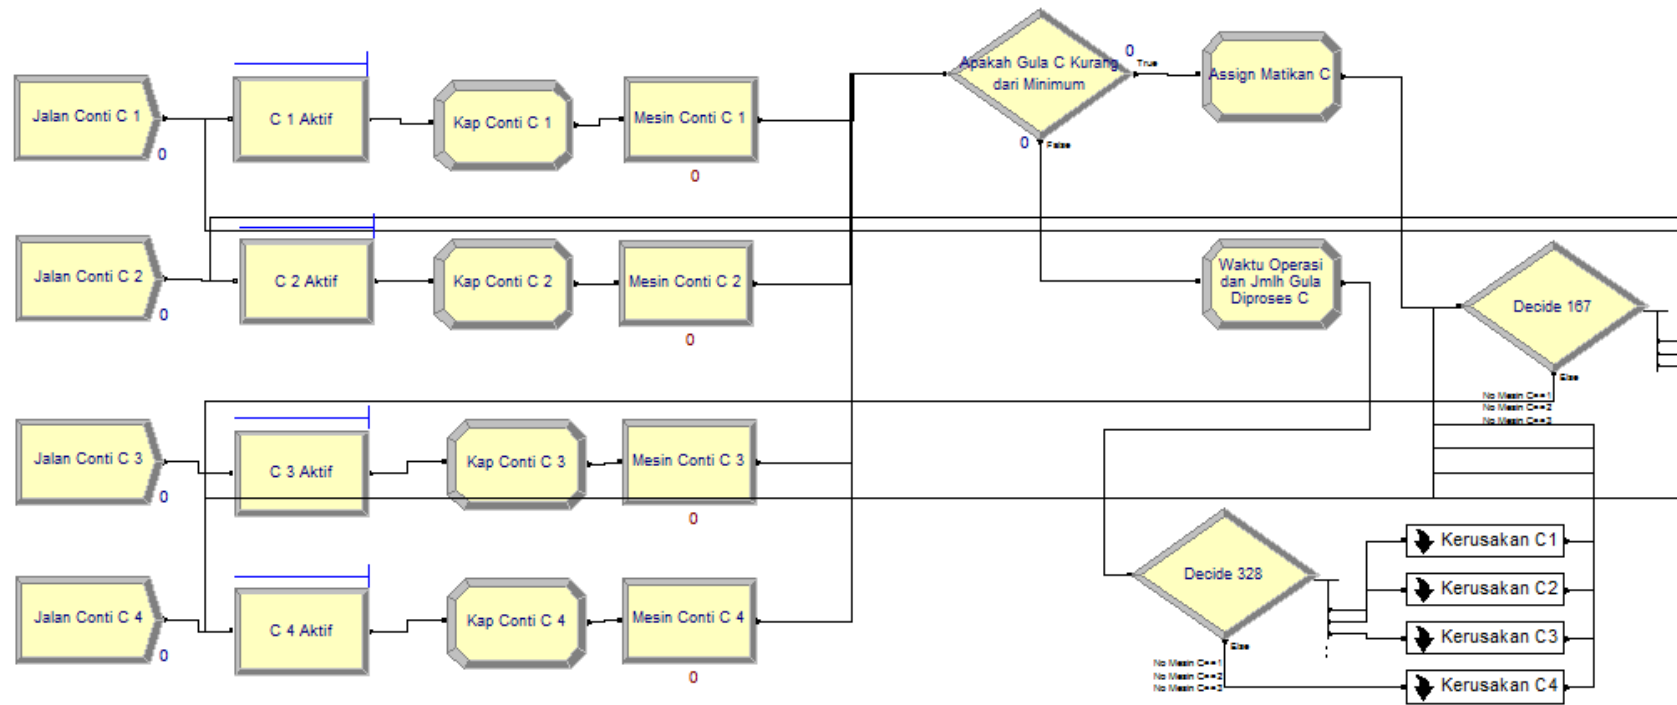 Jalan Conti C 1
0
C 1 Aktif
Kap Conti C 1
Mesin Conti C 1
0
Apakah Gula C Kurang
dari Minimum
0
True
0
False
Assign Matikan C
Jalan Conti C 2
0
C 2 Aktif
Kap Conti C 2
Mesin Conti C 2
0
Waktu Operasi
dan Jmlh Gula
Diproses C
Decide 167
Else
No Mesin C==1
No Mesin C==2
No Mesin C==3
Jalan Conti C 3
0
C 3 Aktif
Kap Conti C 3
Mesin Conti C 3
0
Jalan Conti C 4
0
C 4 Aktif
Kap Conti C 4
Mesin Conti C 4
0
Decide 328
Else
No Mesin C==1
No Mesin C==2
No Mesin C==3
Kerusakan C1
Kerusakan C2
Kerusakan C3
Kerusakan C4